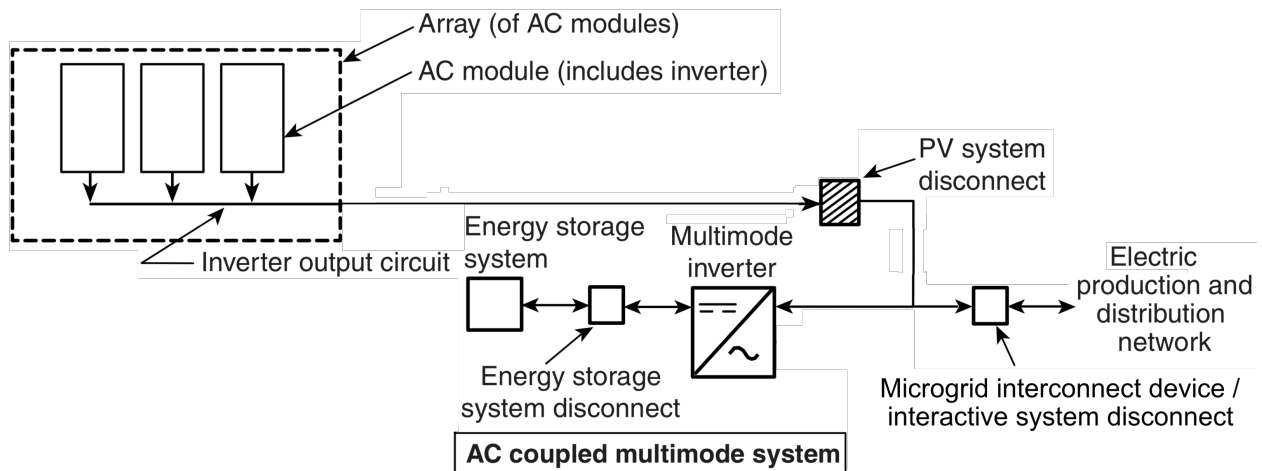 Array (of AC modules)
AC module (includes inverter)
PV system
disconnect
Inverter output circuit
Energy storage
system
Multimode
inverter
Electric
production and
distribution
network
Energy storage
system disconnect
Microgrid interconnect device /
interactive system disconnect
AC coupled multimode system